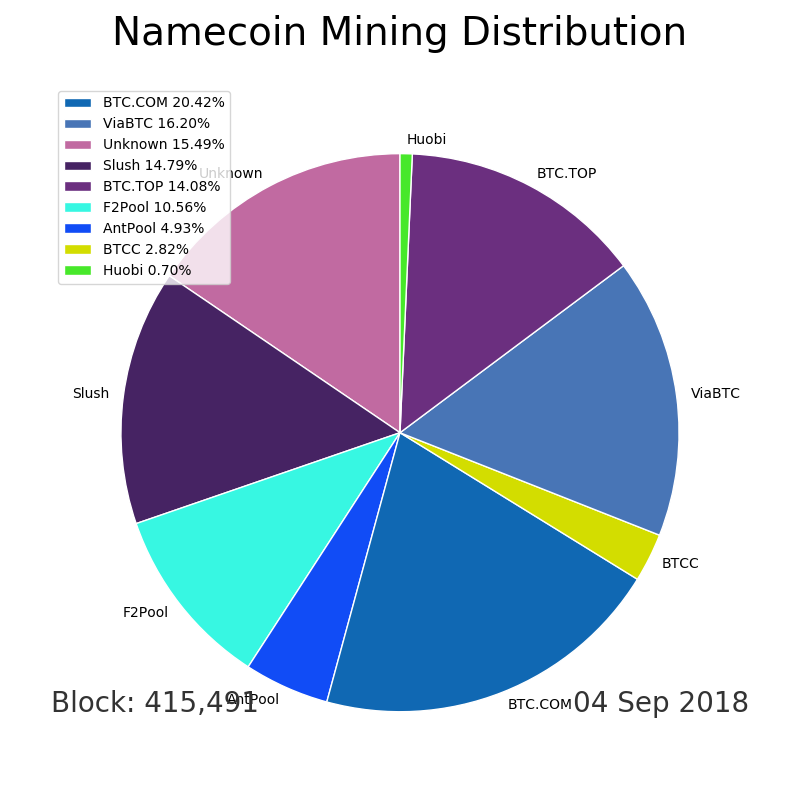 Namecoin Mining Distribution
BTC.COM 20.42%
ViaBTC 16.20%
Unknown 15.49%
Slush 14.79%
BTC.TOP 14.08%
F2Pool 10.56%
AntPool 4.93%
BTCC 2.82%
Huobi 0.70%
Huobi
BTC.TOP
Unknown
Slush
ViaBTC
BTCC
F2Pool
AntPool
BTC.COM
Block: 415,491
04 Sep 2018